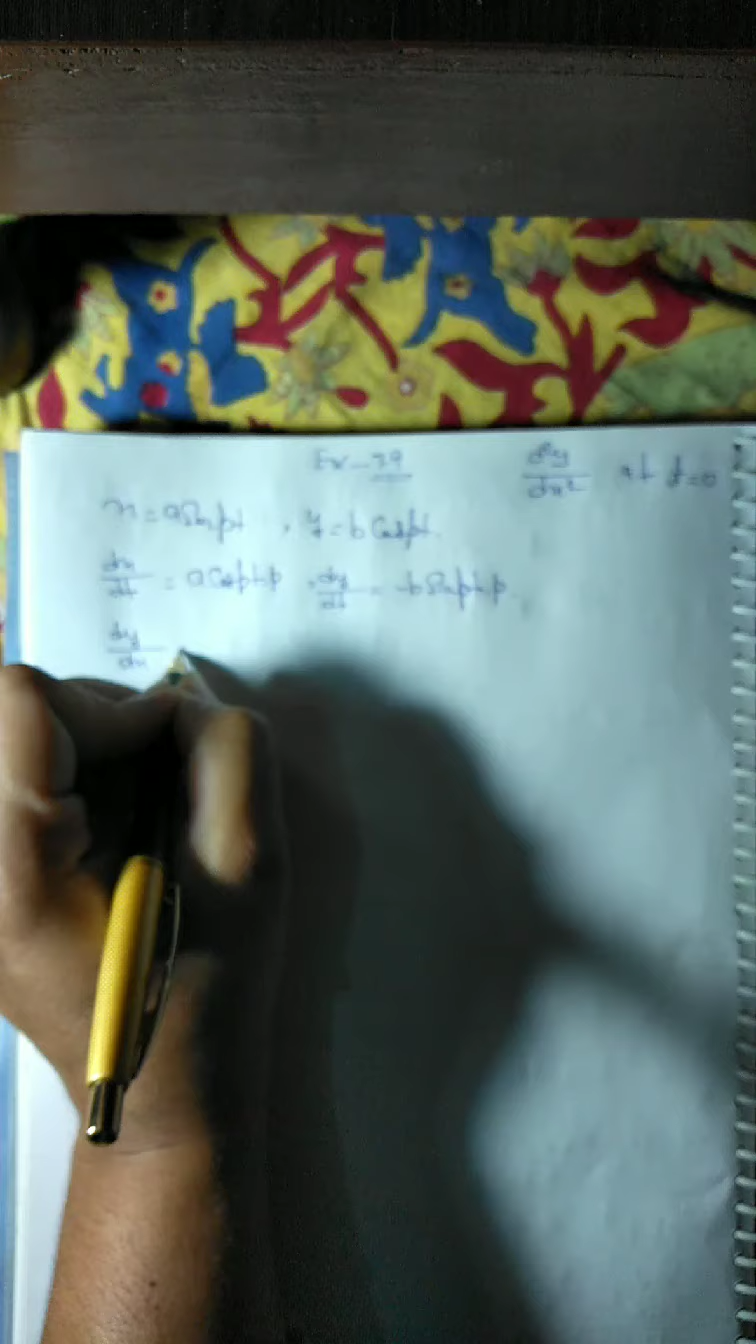 Ex-39
d²y/dx² at t=0
x = a Sin pt , y = b Cos pt
dx/dt = a Cos pt·p , dy/dt = -b Sin pt·p
dy/dx =